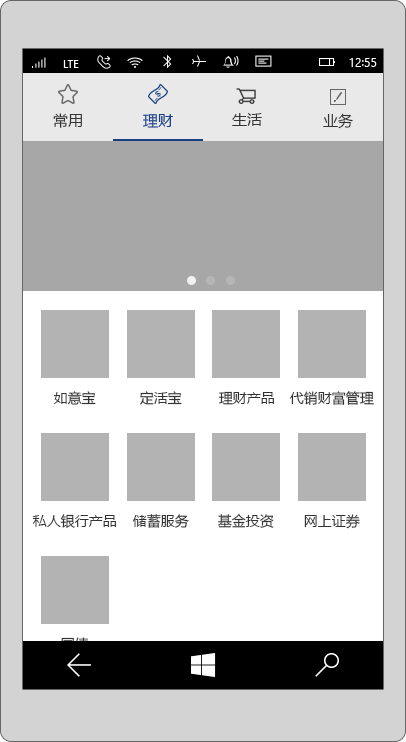 LTE 12:55
常用 理财 生活 业务
如意宝 定活宝 理财产品 代销财富管理
私人银行产品 储蓄服务 基金投资 网上证券